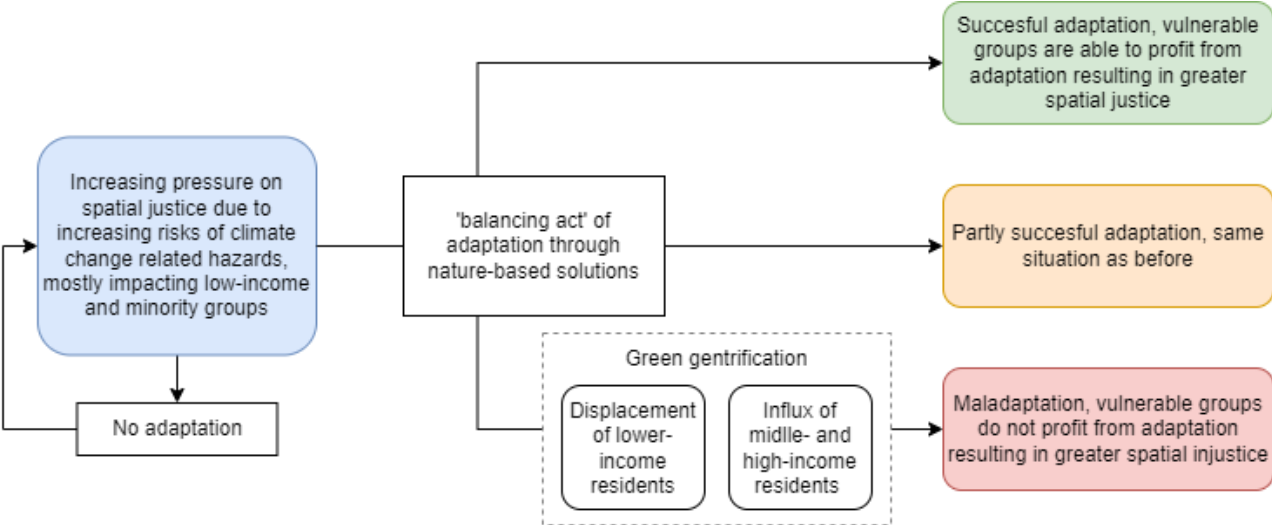 Succesful adaptation, vulnerable
groups are able to profit from
adaptation resulting in greater
spatial justice
Increasing pressure on
spatial justice due to
increasing risks of climate
change related hazards,
mostly impacting low-income
and minority groups
'balancing act' of
adaptation through
nature-based solutions
Partly succesful adaptation, same
situation as before
No adaptation
Green gentrification
Displacement
of lower-
income
residents
Influx of
midlle- and
high-income
residents
Maladaptation, vulnerable groups
do not profit from adaptation
resulting in greater spatial injustice